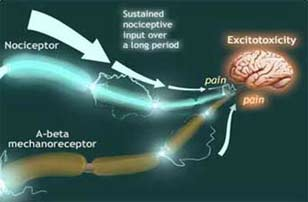 Sustained
nociceptive
input over
a long period
Nociceptor
Excitotoxicity
pain
pain
A-beta
mechanoreceptor